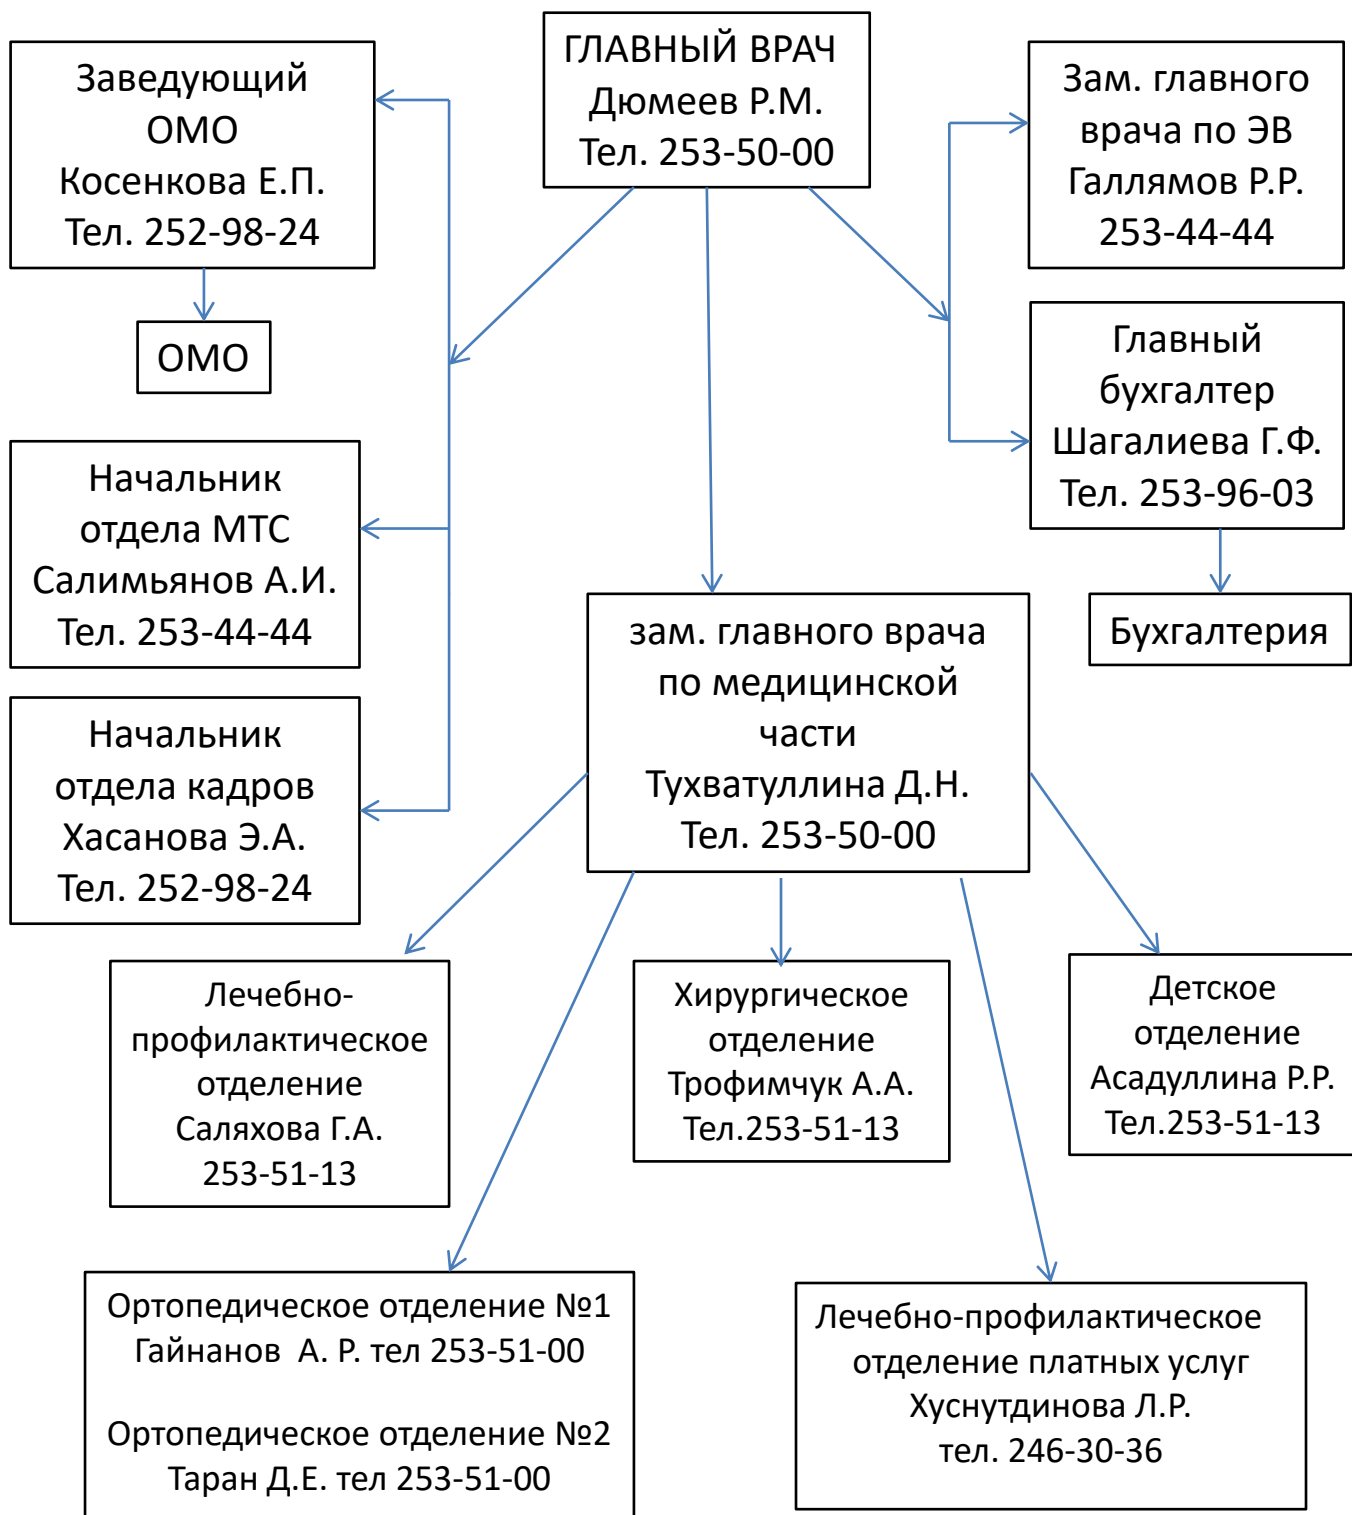 ГЛАВНЫЙ ВРАЧ
Дюмеев Р.М.
Тел. 253-50-00
Заведующий
ОМО
Косенкова Е.П.
Тел. 252-98-24
ОМО
Начальник
отдела МТС
Салимьянов А.И.
Тел. 253-44-44
Начальник
отдела кадров
Хасанова Э.А.
Тел. 252-98-24
Зам. главного
врача по ЭВ
Галлямов Р.Р.
253-44-44
Главный
бухгалтер
Шагалиева Г.Ф.
Тел. 253-96-03
Бухгалтерия
зам. главного врача
по медицинской
части
Тухватуллина Д.Н.
Тел. 253-50-00
Лечебно-
профилактическое
отделение
Саляхова Г.А.
253-51-13
Хирургическое
отделение
Трофимчук А.А.
Тел.253-51-13
Детское
отделение
Асадуллина Р.Р.
Тел.253-51-13
Ортопедическое отделение №1
Гайнанов А. Р. тел 253-51-00
Ортопедическое отделение №2
Таран Д.Е. тел 253-51-00
Лечебно-профилактическое
отделение платных услуг
Хуснутдинова Л.Р.
тел. 246-30-36